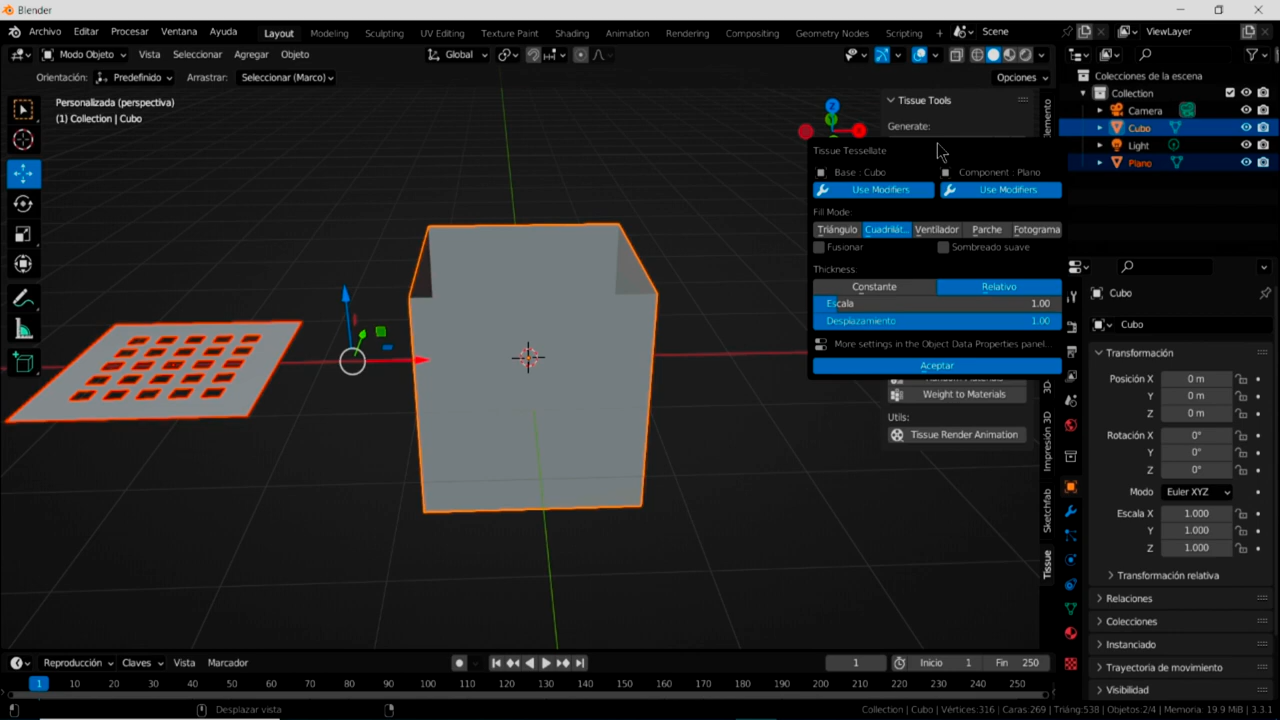 Blender
Archivo Editar Procesar Ventana Ayuda Layout Modeling Sculpting UV Editing Texture Paint Shading Animation Rendering Compositing Geometry Nodes Scripting + Scene ViewLayer
Modo Objeto Vista Seleccionar Agregar Objeto Global
Orientación: Predefinido Arrastrar: Seleccionar (Marco) Opciones
Personalizada (perspectiva)
(1) Collection | Cubo
Z
Y
X
Tissue Tools
Generate:
Tissue Tessellate
Base : Cubo Component : Plano
Use Modifiers Use Modifiers
Fill Mode:
Triángulo Cuadrilát... Ventilador Parche Fotograma
Fusionar Sombreado suave
Thickness:
Constante Relativo
Escala 1.00
Desplazamiento 1.00
More settings in the Object Data Properties panel...
Aceptar
Weight to Materials
Utils:
Tissue Render Animation
Impresión 3D
Sketchfab
Tissue
Colecciones de la escena
Collection
Camera
Cubo
Light
Plano
Cubo
Cubo
Transformación
Posición X 0 m
Y 0 m
Z 0 m
Rotación X 0°
Y 0°
Z 0°
Modo Euler XYZ
Escala X 1.000
Y 1.000
Z 1.000
Transformación relativa
Relaciones
Colecciones
Instanciado
Trayectoria de movimiento
Visibilidad
Reproducción Claves Vista Marcador 1 Inicio 1 Fin 250
1 10 20 30 40 50 60 70 80 90 100 110 120 130 140 150 160 170 180 190 200 210 220 230 240 250
Desplazar vista
Collection | Cubo | Vértices:316 | Caras:269 | Triáng:538 | Objetos:2/4 | Memoria: 19.9 MiB | 3.3.1